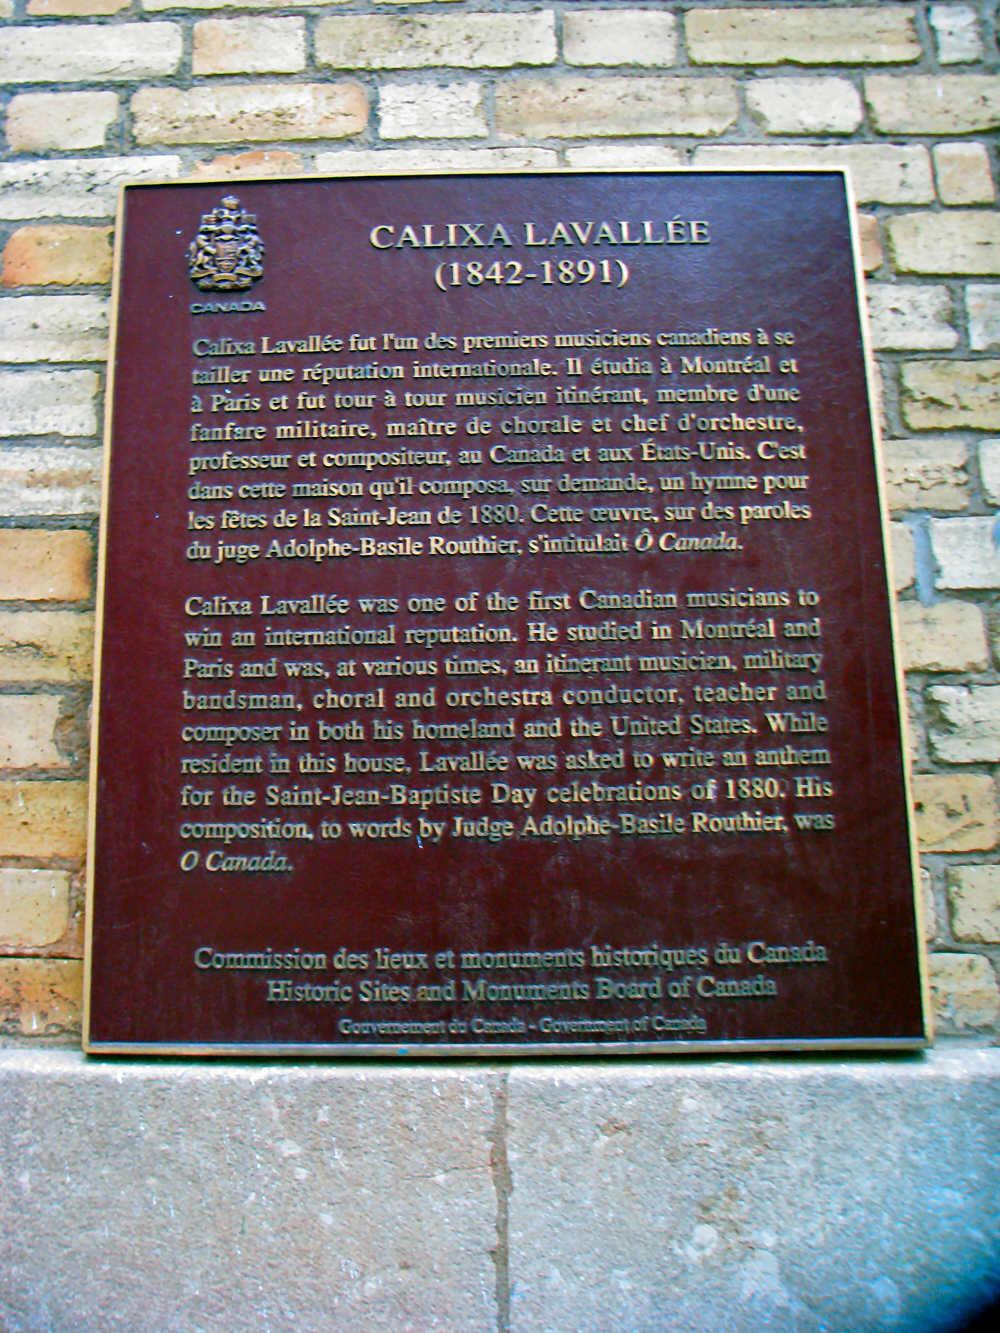 CANADA
CALIXA LAVALLÉE
(1842-1891)
Calixa Lavallée fut l'un des premiers musiciens canadiens à se
tailler une réputation internationale. Il étudia à Montréal et
à Paris et fut tour à tour musicien itinérant, membre d'une
fanfare militaire, maître de chorale et chef d'orchestre,
professeur et compositeur, au Canada et aux États-Unis. C'est
dans cette maison qu'il composa, sur demande, un hymne pour
les fêtes de la Saint-Jean de 1880. Cette œuvre, sur des paroles
du juge Adolphe-Basile Routhier, s'intitulait Ô Canada.
Calixa Lavallée was one of the first Canadian musicians to
win an international reputation. He studied in Montréal and
Paris and was, at various times, an itinerant musician, military
bandsman, choral and orchestra conductor, teacher and
composer in both his homeland and the United States. While
resident in this house, Lavallée was asked to write an anthem
for the Saint-Jean-Baptiste Day celebrations of 1880. His
composition, to words by Judge Adolphe-Basile Routhier, was
O Canada.
Commission des lieux et monuments historiques du Canada
Historic Sites and Monuments Board of Canada
Gouvernement du Canada - Government of Canada